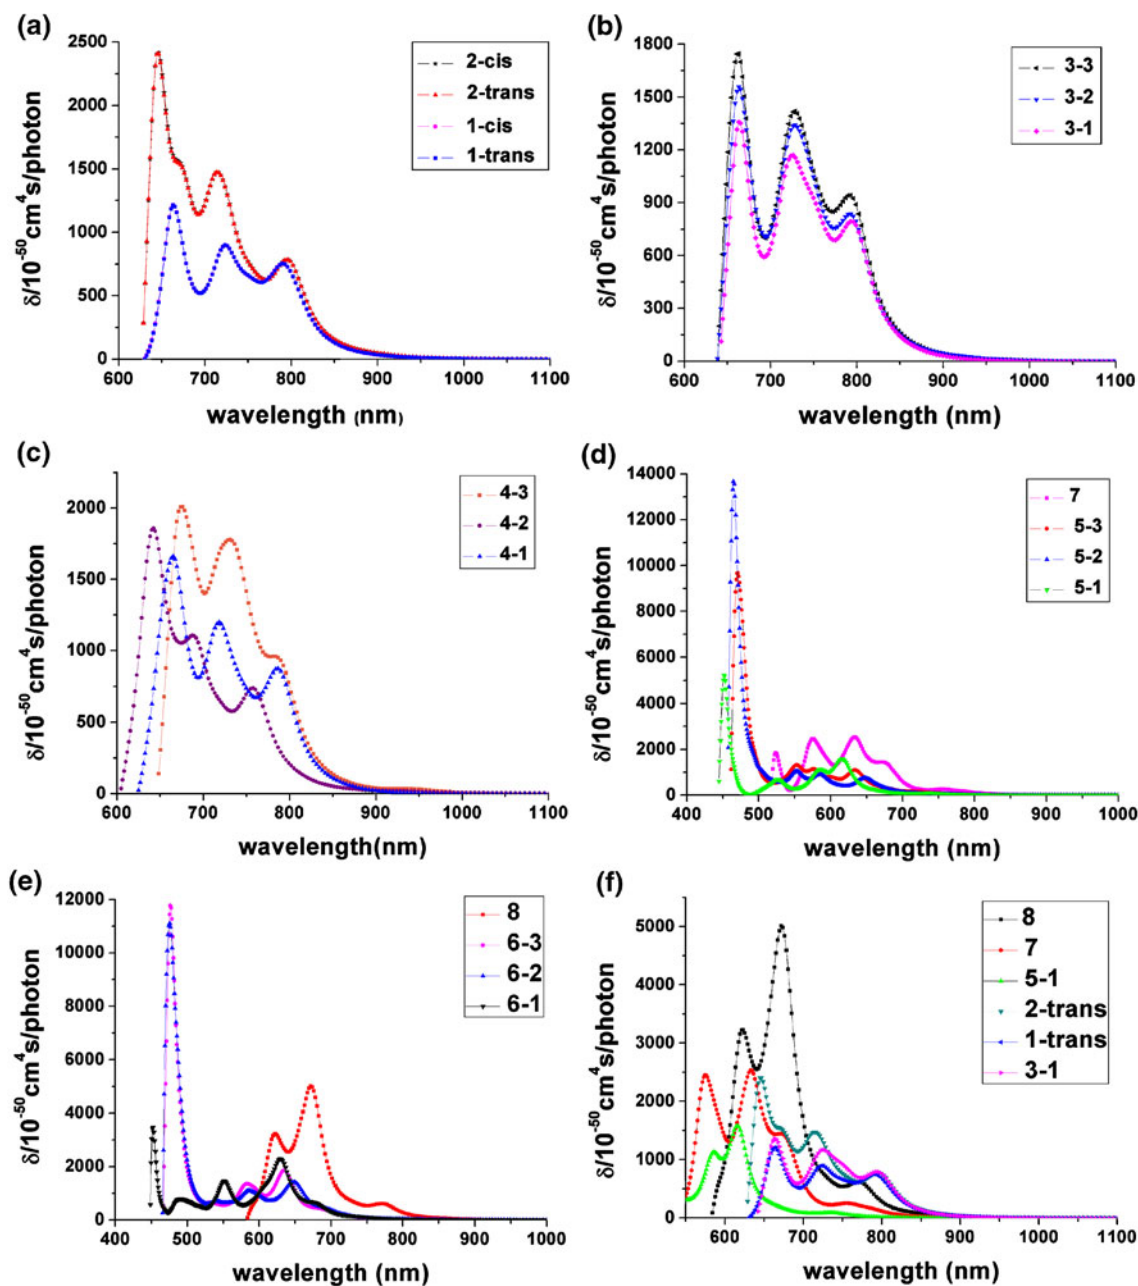 (a)
2500
2000
1500
1000
500
0
δ/10⁻⁵⁰cm⁴s/photon
2-cis
2-trans
1-cis
1-trans
600 700 800 900 1000 1100
wavelength (nm)
(b)
1800
1500
1200
900
600
300
0
δ/10⁻⁵⁰cm⁴s/photon
3-3
3-2
3-1
600 700 800 900 1000 1100
wavelength (nm)
(c)
2000
1500
1000
500
0
δ/10⁻⁵⁰cm⁴s/photon
4-3
4-2
4-1
600 700 800 900 1000 1100
wavelength(nm)
(d)
14000
12000
10000
8000
6000
4000
2000
0
δ/10⁻⁵⁰cm⁴s/photon
7
5-3
5-2
5-1
400 500 600 700 800 900 1000
wavelength (nm)
(e)
12000
10000
8000
6000
4000
2000
0
δ/10⁻⁵⁰cm⁴s/photon
8
6-3
6-2
6-1
400 500 600 700 800 900 1000
wavelength (nm)
(f)
5000
4000
3000
2000
1000
0
δ/10⁻⁵⁰cm⁴s/photon
8
7
5-1
2-trans
1-trans
3-1
600 700 800 900 1000
wavelength (nm)